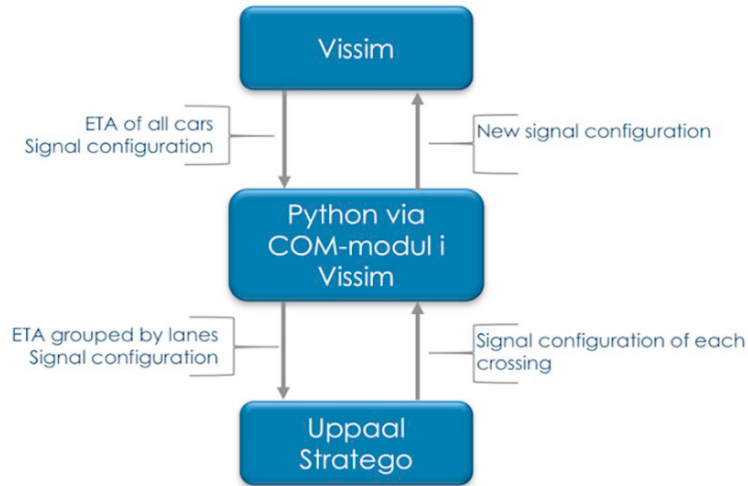 Vissim
ETA of all cars
Signal configuration
New signal configuration
Python via
COM-modul i
Vissim
ETA grouped by lanes
Signal configuration
Signal configuration of each
crossing
Uppaal
Stratego